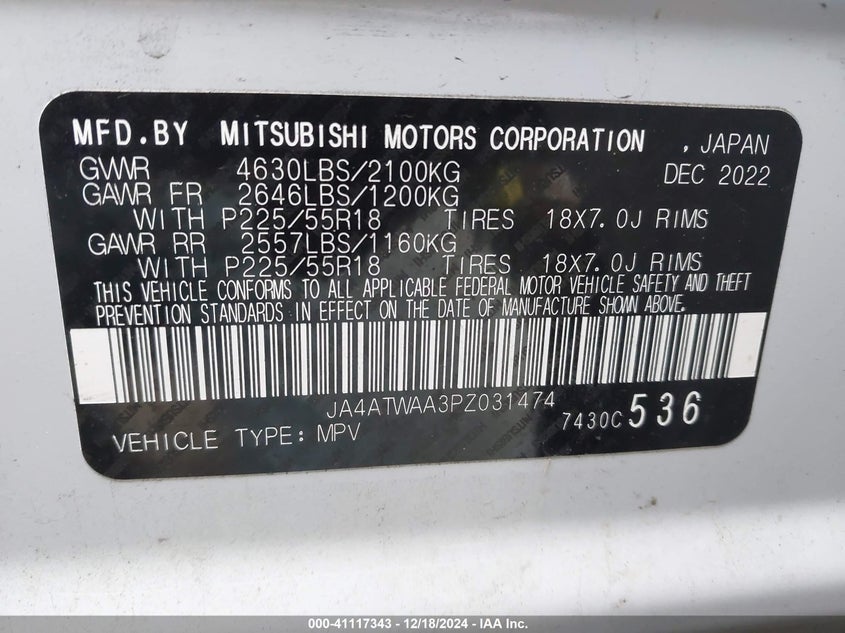 MFD.BY MITSUBISHI MOTORS CORPORATION , JAPAN
GVWR 4630LBS/2100KG DEC 2022
GAWR FR 2646LBS/1200KG
WITH P225/55R18 TIRES 18X7.0J RIMS
GAWR RR 2557LBS/1160KG
WITH P225/55R18 TIRES 18X7.0J RIMS
THIS VEHICLE CONFORMS TO ALL APPLICABLE FEDERAL MOTOR VEHICLE SAFETY AND THEFT
PREVENTION STANDARDS IN EFFECT ON THE DATE OF MANUFACTURE SHOWN ABOVE.
JA4ATWAA3PZ031474
VEHICLE TYPE: MPV 7430C 536
000-41117343 - 12/18/2024 - IAA Inc.